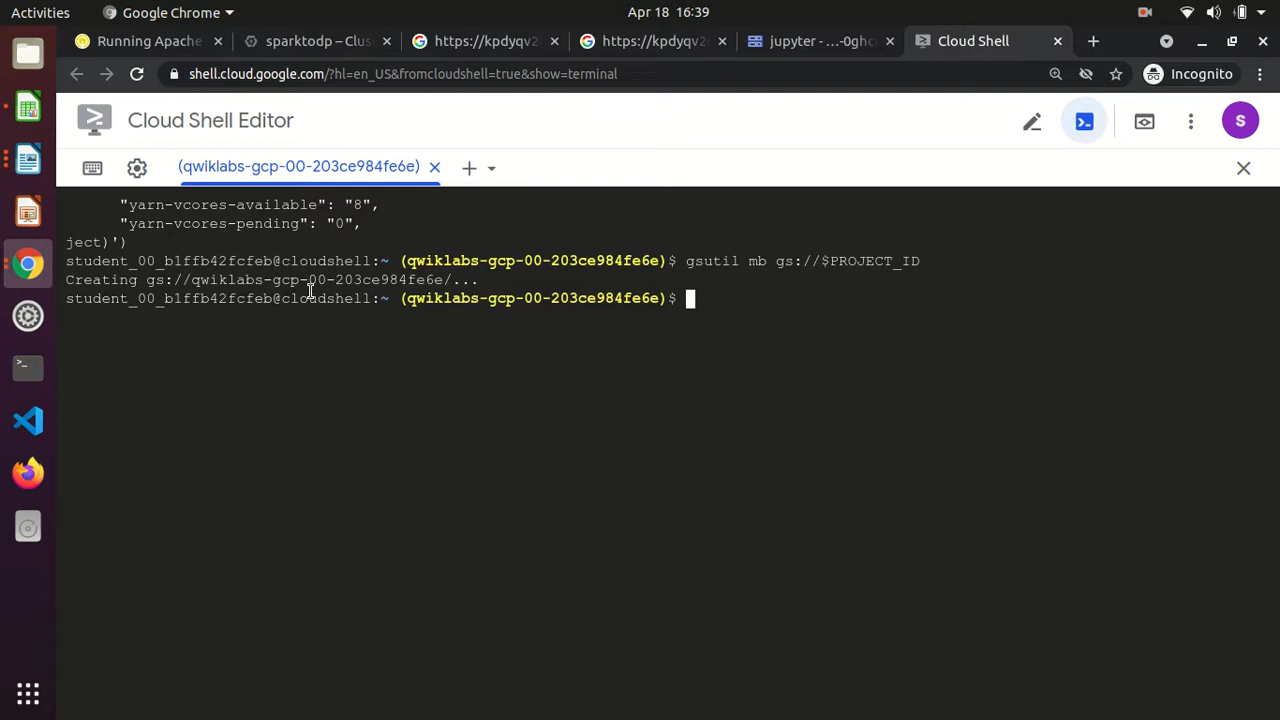 Activities
Google Chrome
Apr 18 16:39
Running Apache
sparktodp – Clus
https://kpdyqv2
https://kpdyqv2
jupyter - ...-0ghc
Cloud Shell
shell.cloud.google.com/?hl=en_US&fromcloudshell=true&show=terminal
Incognito
Cloud Shell Editor
S
(qwiklabs-gcp-00-203ce984fe6e)
"yarn-vcores-available": "8",
"yarn-vcores-pending": "0",
ject)')
student_00_b1ffb42fcfeb@cloudshell:~ (qwiklabs-gcp-00-203ce984fe6e)$ gsutil mb gs://$PROJECT_ID
Creating gs://qwiklabs-gcp-00-203ce984fe6e/...
student_00_b1ffb42fcfeb@cloudshell:~ (qwiklabs-gcp-00-203ce984fe6e)$